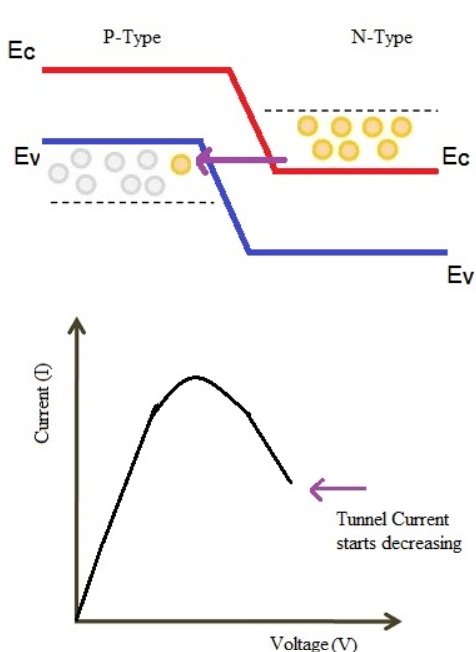 P-Type
N-Type
Ec
Ev
Ec
Ev
Current (I)
Tunnel Current
starts decreasing
Voltage (V)